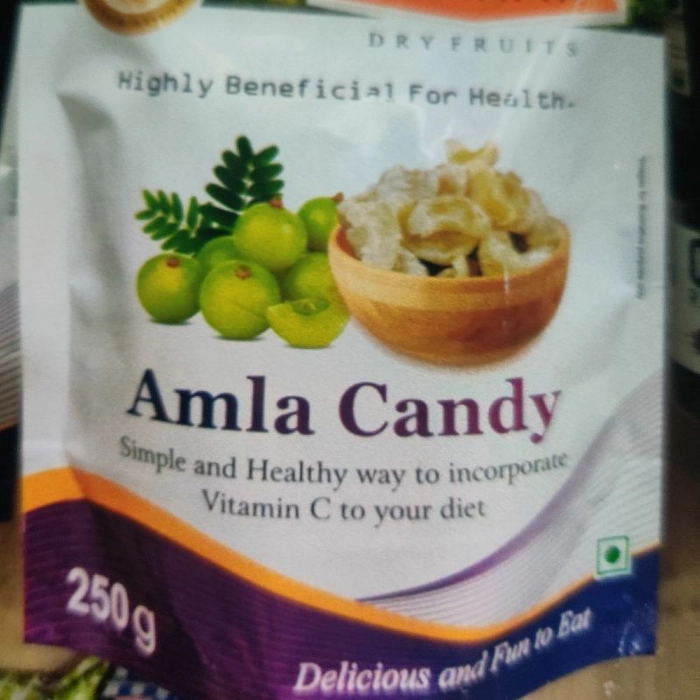 DRY FRUITS
Highly Beneficial For Health.
Amla Candy
Simple and Healthy way to incorporate
Vitamin C to your diet
250g
Delicious and Fun to Eat